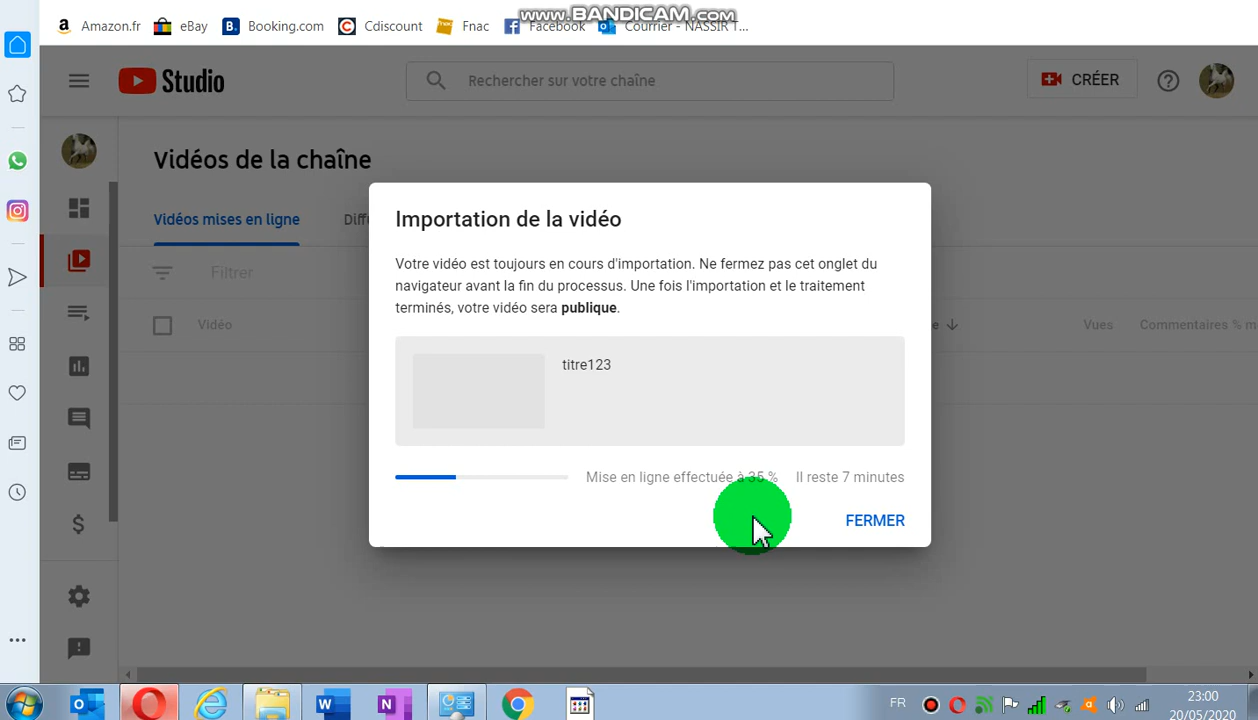 www.BANDICAM.com
Amazon.fr eBay Booking.com Cdiscount Fnac Facebook Courrier - NASSIR T...
Studio
Rechercher sur votre chaîne
CRÉER
Vidéos de la chaîne
Vidéos mises en ligne Diff
Filtrer
Vidéo
Vues Commentaires % m
Importation de la vidéo
Votre vidéo est toujours en cours d'importation. Ne fermez pas cet onglet du
navigateur avant la fin du processus. Une fois l'importation et le traitement
terminés, votre vidéo sera publique.
titre123
Mise en ligne effectuée à 35 % Il reste 7 minutes
FERMER
FR
23:00
20/05/2020